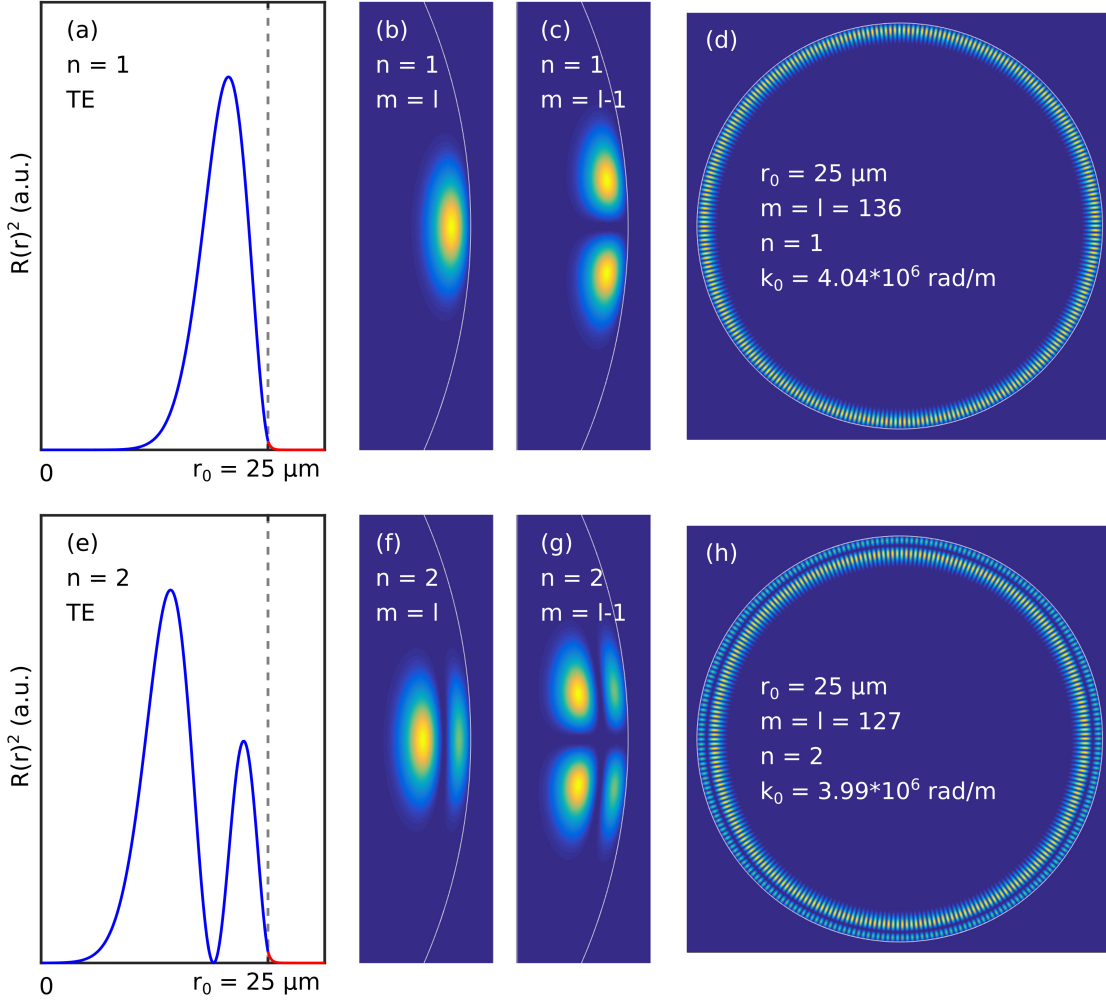 (a)
n = 1
TE
R(r)² (a.u.)
0
r₀ = 25 µm
(b)
n = 1
m = l
(c)
n = 1
m = l-1
(d)
r₀ = 25 µm
m = l = 136
n = 1
k₀ = 4.04*10⁶ rad/m
(e)
n = 2
TE
R(r)² (a.u.)
0
r₀ = 25 µm
(f)
n = 2
m = l
(g)
n = 2
m = l-1
(h)
r₀ = 25 µm
m = l = 127
n = 2
k₀ = 3.99*10⁶ rad/m